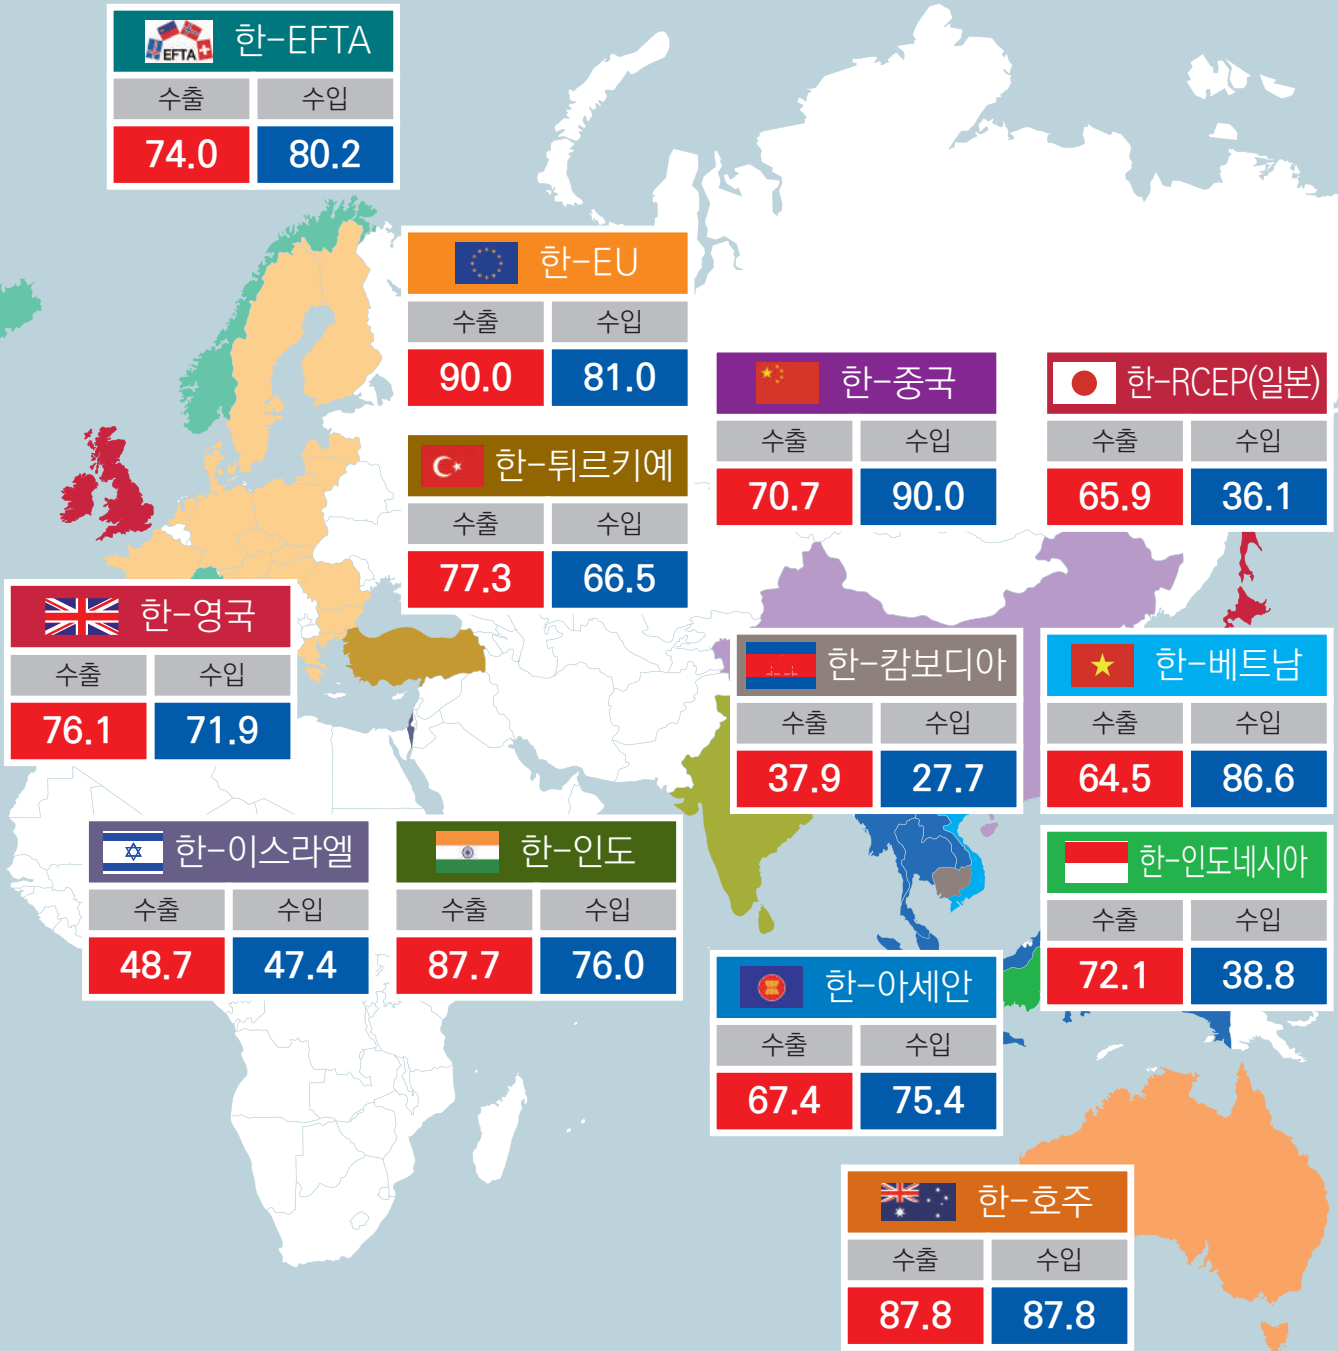 EFTA
한-EFTA
수출 수입
74.0 80.2
한-EU
수출 수입
90.0 81.0
한-튀르키예
수출 수입
77.3 66.5
한-중국
수출 수입
70.7 90.0
한-RCEP(일본)
수출 수입
65.9 36.1
한-영국
수출 수입
76.1 71.9
한-캄보디아
수출 수입
37.9 27.7
한-베트남
수출 수입
64.5 86.6
한-이스라엘
수출 수입
48.7 47.4
한-인도
수출 수입
87.7 76.0
한-인도네시아
수출 수입
72.1 38.8
한-아세안
수출 수입
67.4 75.4
한-호주
수출 수입
87.8 87.8